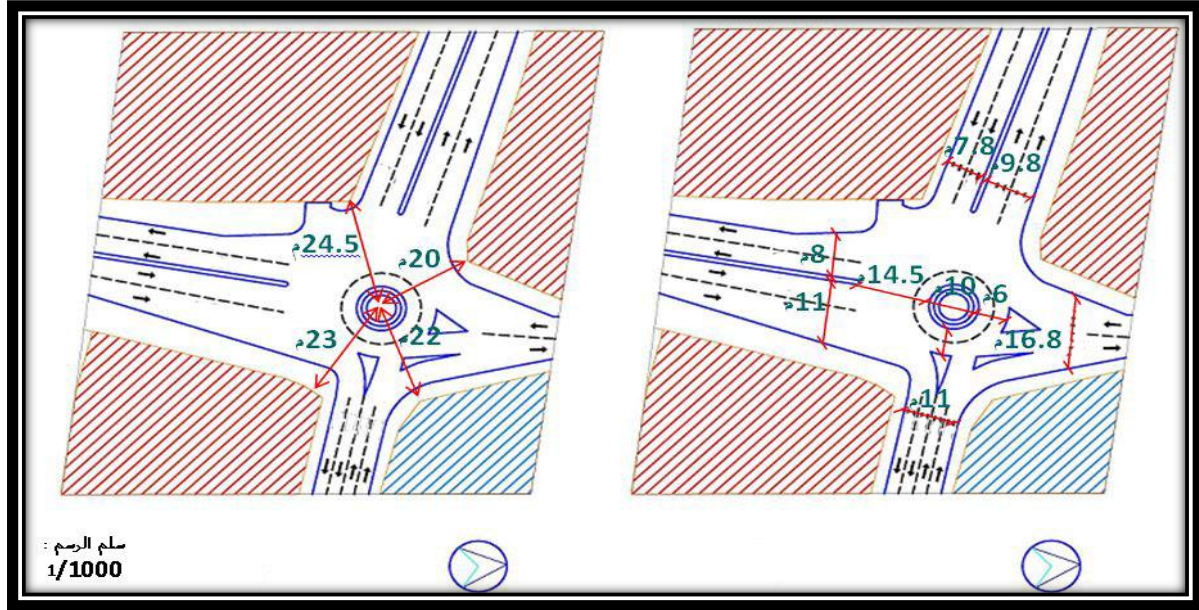 24.5م
20م
23م
22م
سلم الرسم :
1/1000
7.8م
9.8م
8م
14.5م
10م
6م
11م
16.8م
11م